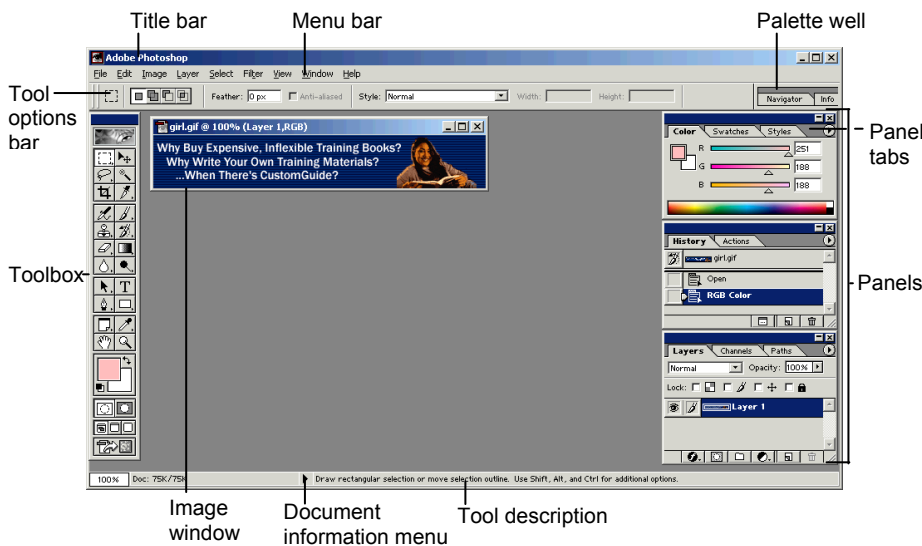 Title bar
Menu bar
Palette well
Adobe Photoshop
File Edit Image Layer Select Filter View Window Help
Tool options bar
Feather: 0 px Anti-aliased Style: Normal Width: Height:
Navigator Info
girl.gif @ 100% (Layer 1,RGB)
Why Buy Expensive, Inflexible Training Books?
Why Write Your Own Training Materials?
...When There's CustomGuide?
Color Swatches Styles
Panel tabs
R 251
G 188
B 188
History Actions
girl.gif
Open
RGB Color
Toolbox
Panels
Layers Channels Paths
Normal Opacity: 100%
Lock:
Layer 1
100% Doc: 75K/75K Draw rectangular selection or move selection outline. Use Shift, Alt, and Ctrl for additional options.
Image window
Document information menu
Tool description